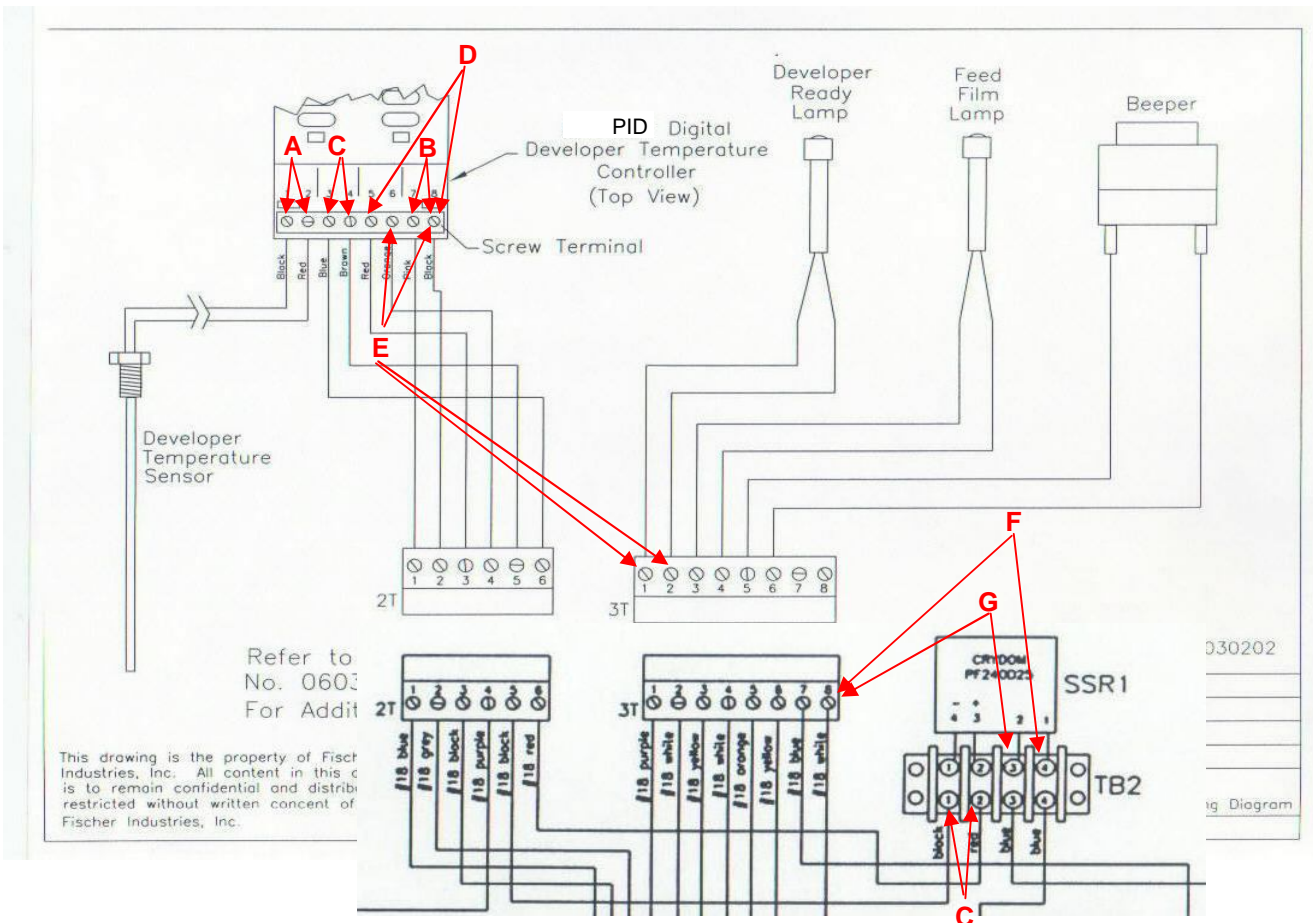 D
Developer
Ready
Lamp
Feed
Film
Lamp
Beeper
PID Digital
Developer Temperature
Controller
(Top View)
A C B
1 2 3 4 5 6 7 8
Screw Terminal
Black Red Blue Brown Red Orange Pink Black
E
Developer
Temperature
Sensor
1 2 3 4 5 6
2T
1 2 3 4 5 6 7 8
3T
F
G
Refer to
No. 0603
For Addit
030202
CRYDOM
PF240D25
SSR1
- +
4 3 2 1
2T
1 2 3 4 5 6
#18 blue #18 grey #18 black #18 purple #18 black #18 red
3T
1 2 3 4 5 6 7 8
#18 purple #18 white #18 yellow #18 white #18 orange #18 yellow #18 blue #18 white
1 2 3 4
TB2
1 2 3 4
black red blue blue
C
This drawing is the property of Fisch
Industries, Inc. All content in this d
is to remain confidential and distribu
restricted without written concent of
Fischer Industries, Inc.
ng Diagram